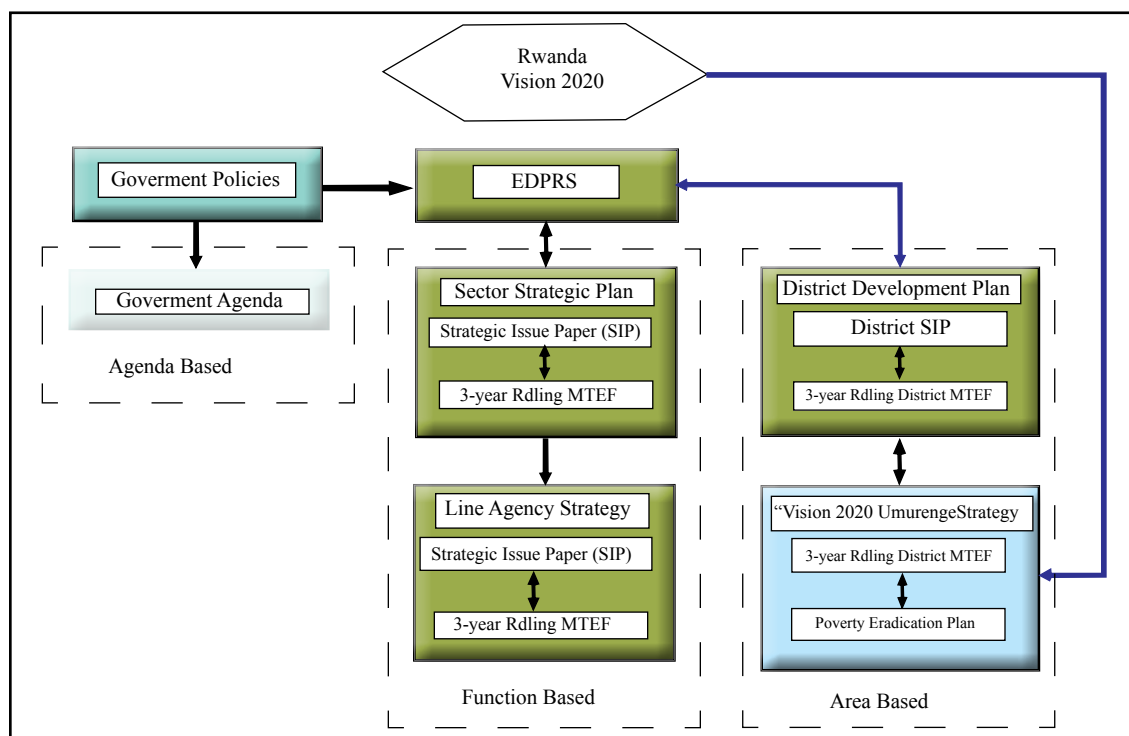 Rwanda
Vision 2020
Goverment Policies
EDPRS
Goverment Agenda
Agenda Based
Sector Strategic Plan
Strategic Issue Paper (SIP)
3-year Rdling MTEF
Line Agency Strategy
Strategic Issue Paper (SIP)
3-year Rdling MTEF
Function Based
District Development Plan
District SIP
3-year Rdling District MTEF
“Vision 2020 UmurengeStrategy
3-year Rdling District MTEF
Poverty Eradication Plan
Area Based